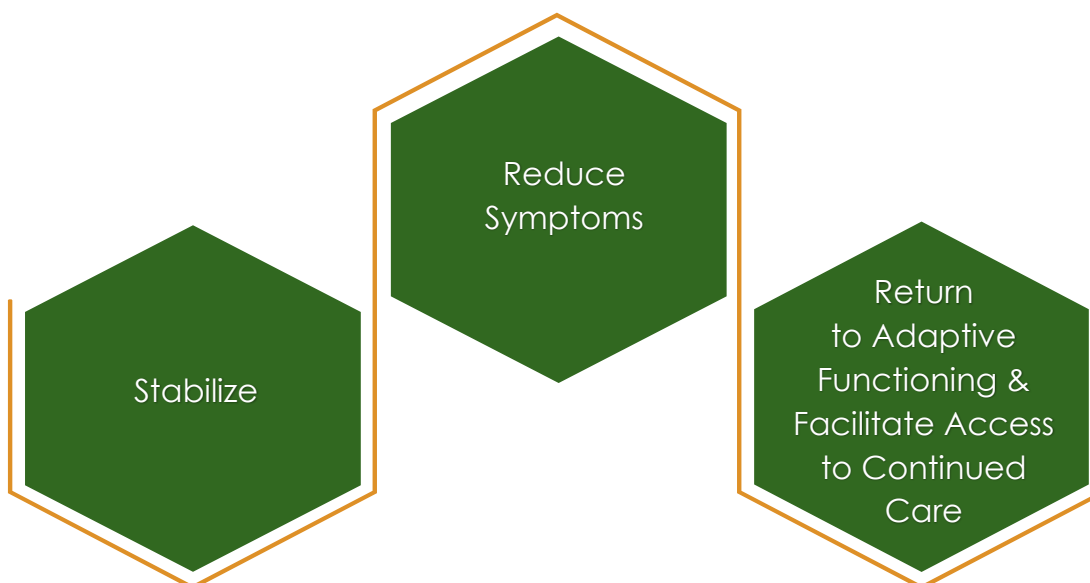 Stabilize
Reduce
Symptoms
Return
to Adaptive
Functioning &
Facilitate Access
to Continued
Care